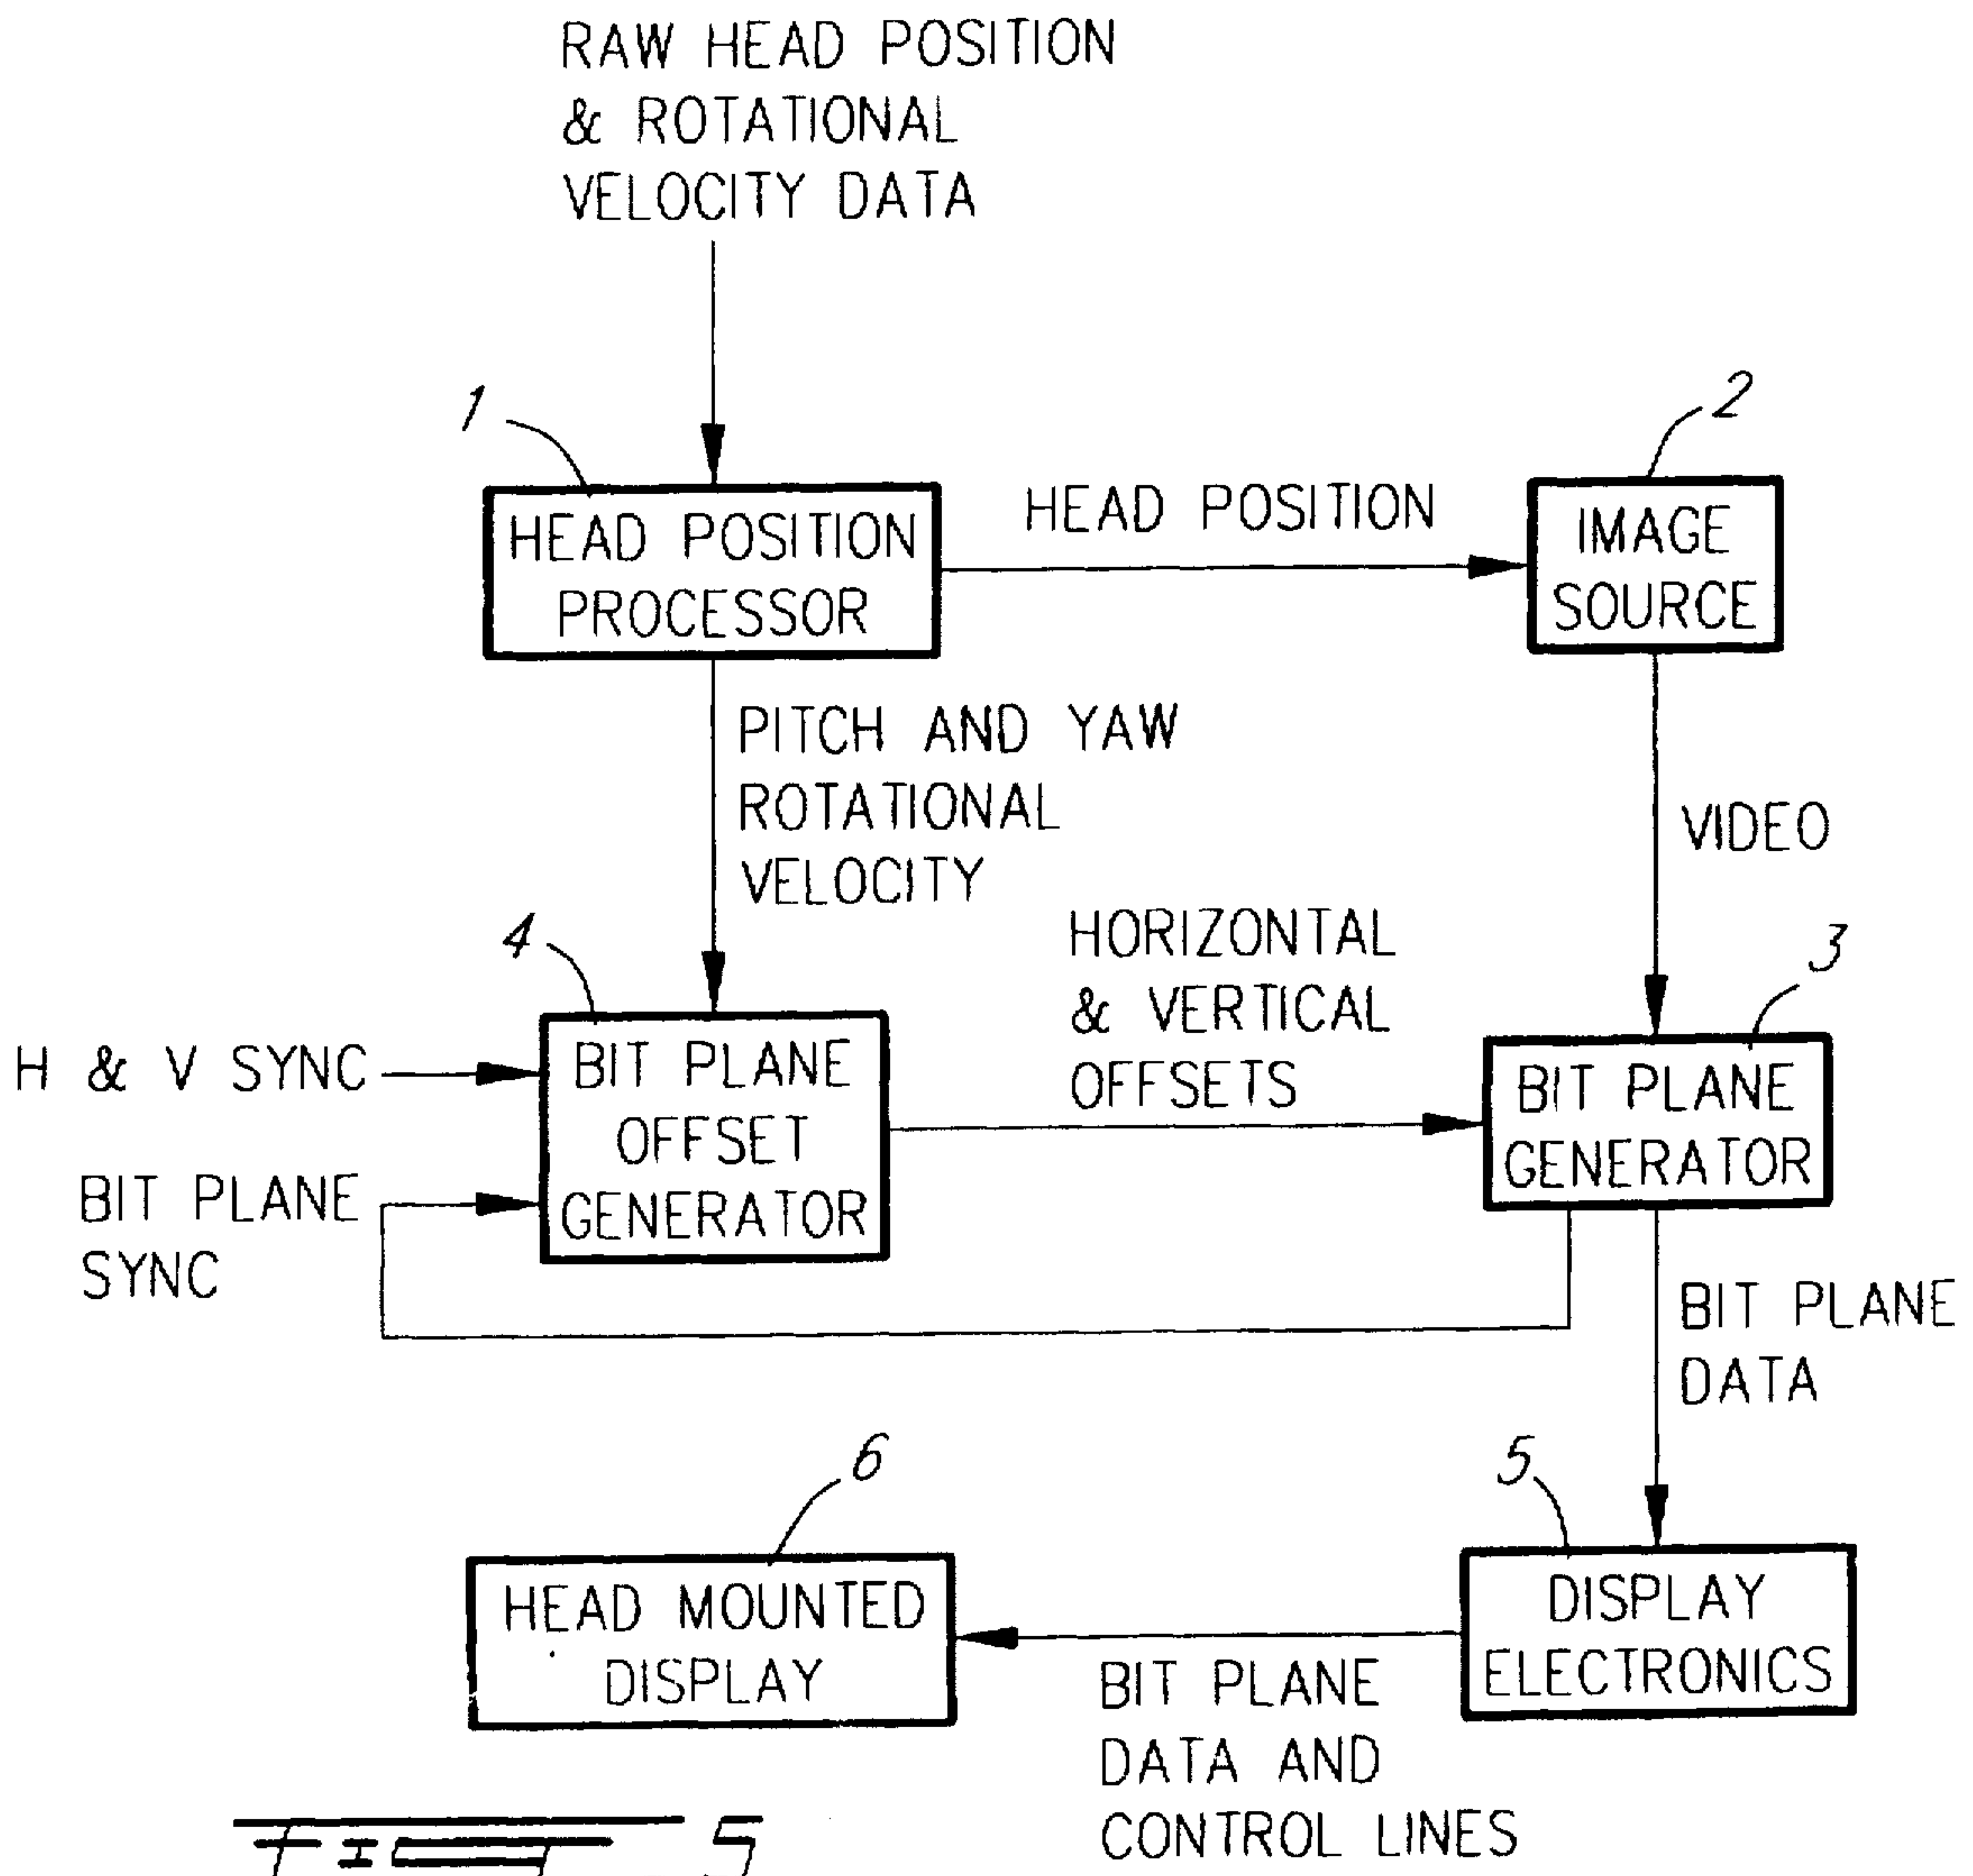 RAW HEAD POSITION
& ROTATIONAL
VELOCITY DATA
1
2
HEAD POSITION
PROCESSOR
HEAD POSITION
IMAGE
SOURCE
PITCH AND YAW
ROTATIONAL
VELOCITY
VIDEO
4
HORIZONTAL
& VERTICAL
OFFSETS
3
H & V SYNC
BIT PLANE
OFFSET
GENERATOR
BIT PLANE
GENERATOR
BIT PLANE
SYNC
BIT PLANE
DATA
6
5
HEAD MOUNTED
DISPLAY
DISPLAY
ELECTRONICS
BIT PLANE
DATA AND
CONTROL LINES